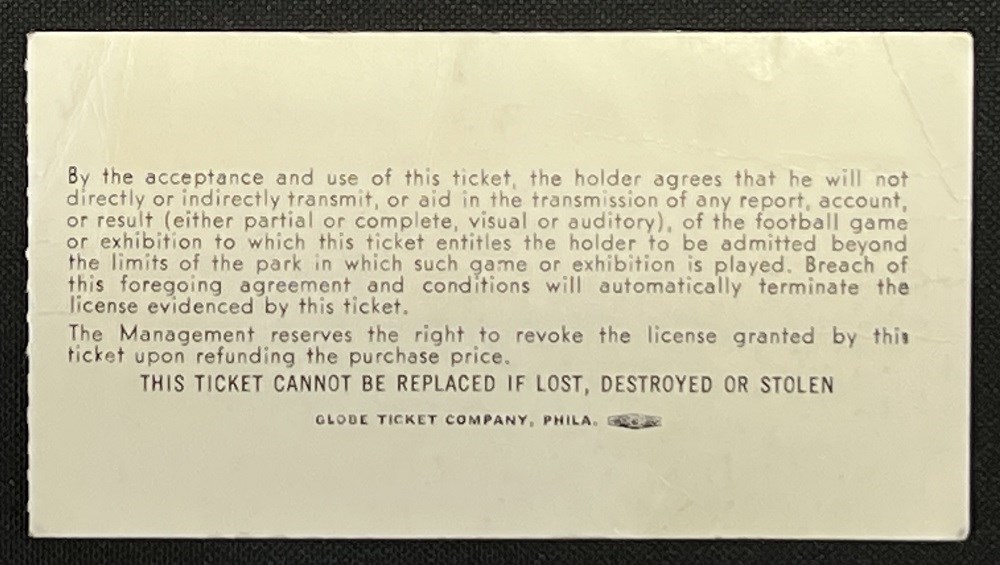 By the acceptance and use of this ticket, the holder agrees that he will not
directly or indirectly transmit, or aid in the transmission of any report, account,
or result (either partial or complete, visual or auditory), of the football game
or exhibition to which this ticket entitles the holder to be admitted beyond
the limits of the park in which such game or exhibition is played. Breach of
this foregoing agreement and conditions will automatically terminate the
license evidenced by this ticket.
The Management reserves the right to revoke the license granted by this
ticket upon refunding the purchase price.
THIS TICKET CANNOT BE REPLACED IF LOST, DESTROYED OR STOLEN
GLOBE TICKET COMPANY, PHILA.